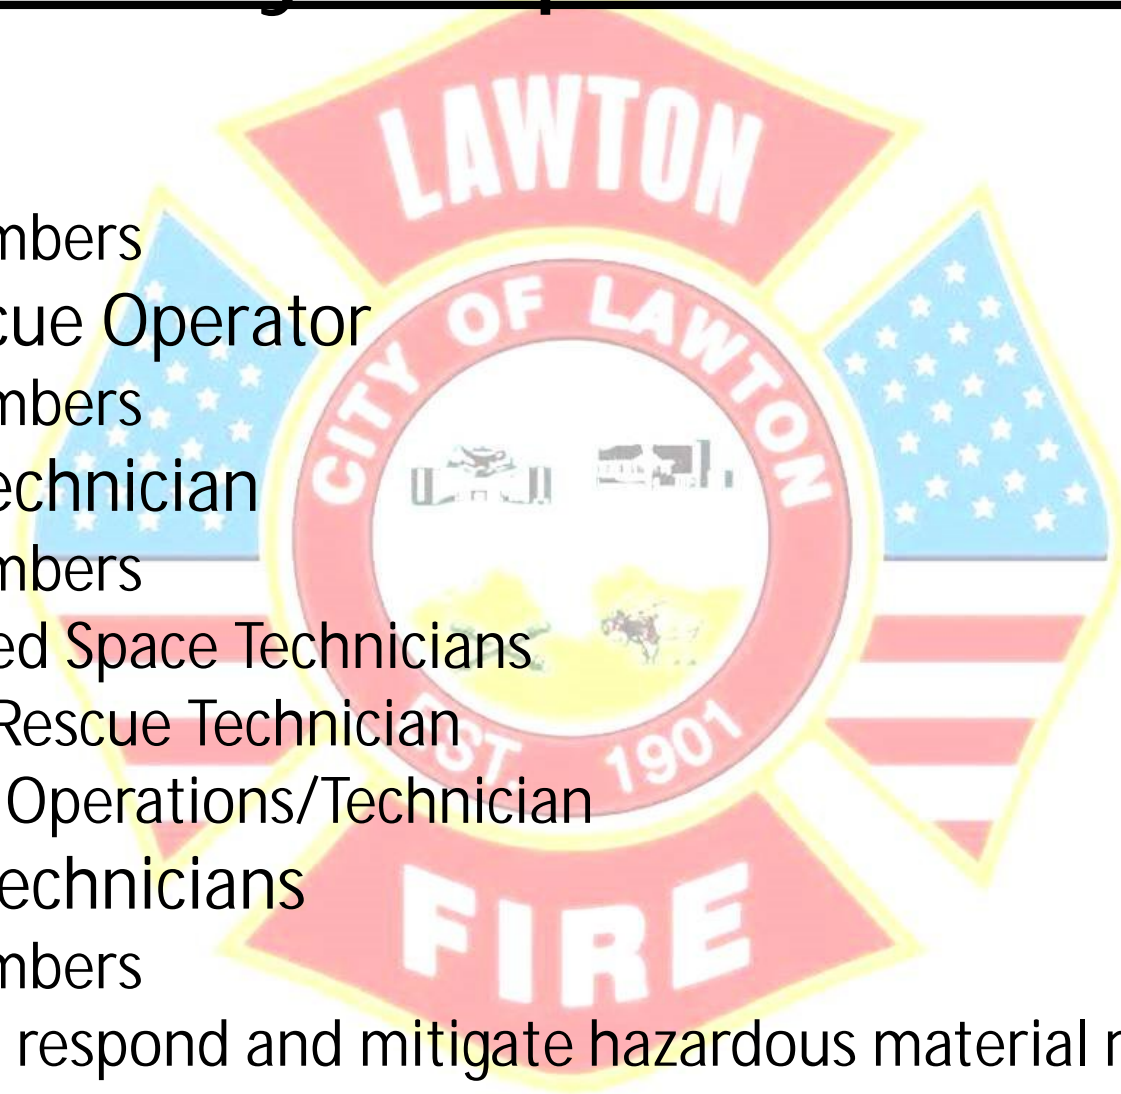 LAWTON
mbers
CITY OF LAWTON
cue Operator
mbers
echnician
mbers
ed Space Technicians
Rescue Technician
EST. 1901
Operations/Technician
echnicians
FIRE
mbers
respond and mitigate hazardous material r